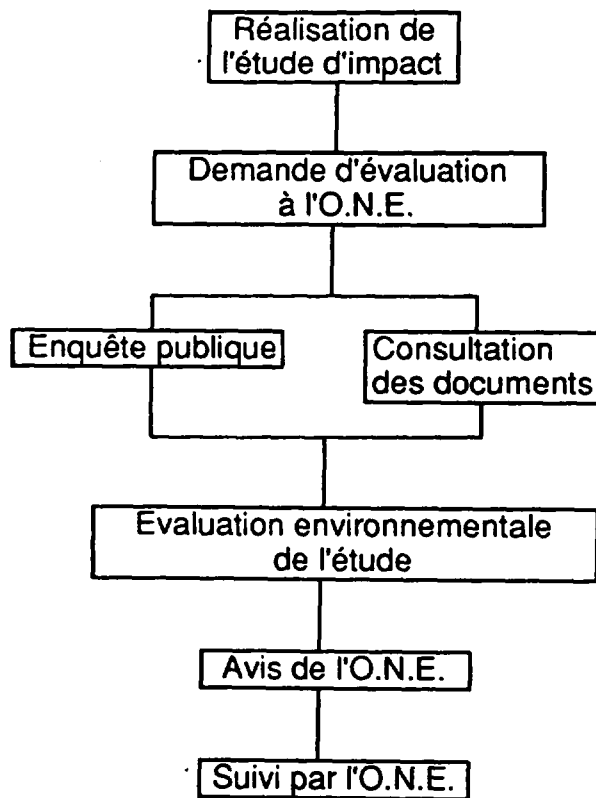 Réalisation de
l'étude d'impact
Demande d'évaluation
à l'O.N.E.
Enquête publique
Consultation
des documents
Evaluation environnementale
de l'étude
Avis de l'O.N.E.
Suivi par l'O.N.E.